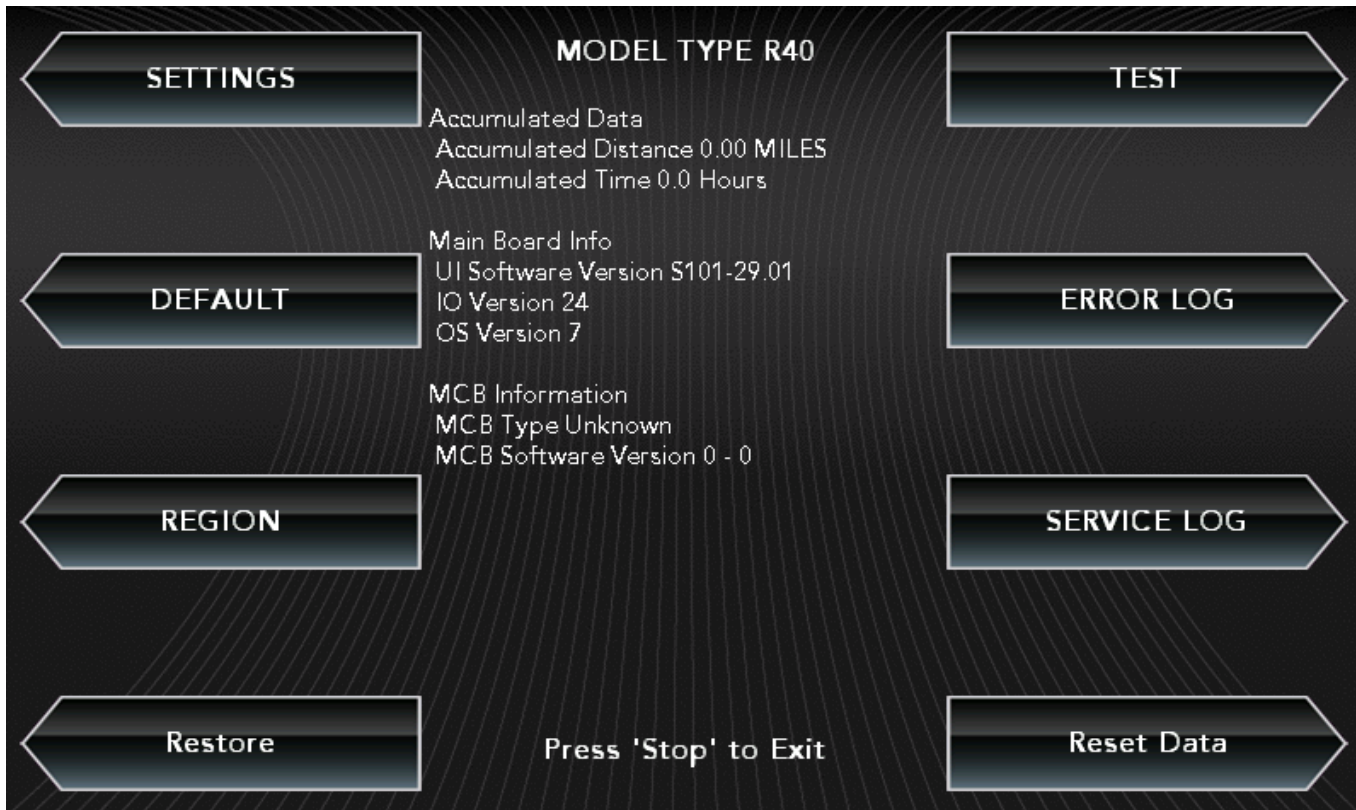 MODEL TYPE R40
SETTINGS
TEST
Accumulated Data
Accumulated Distance 0.00 MILES
Accumulated Time 0.0 Hours
Main Board Info
UI Software Version S101-29.01
DEFAULT
IO Version 24
ERROR LOG
OS Version 7
MCB Information
MCB Type Unknown
MCB Software Version 0 - 0
REGION
SERVICE LOG
Restore
Press 'Stop' to Exit
Reset Data